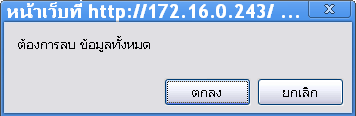 หน้าเว็บที่ http://172.16.0.243/ ...
ต้องการลบ ข้อมูลทั้งหมด
ตกลง
ยกเลิก